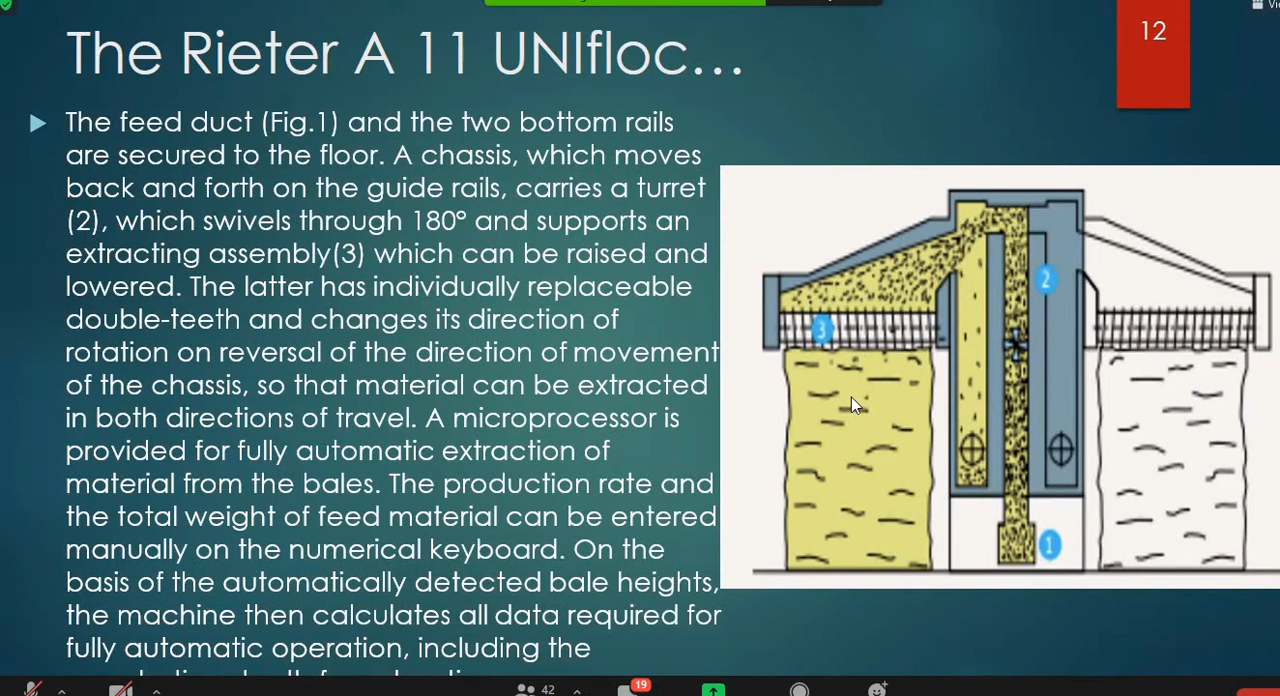 The Rieter A 11 UNIfloc...
12
The feed duct (Fig.1) and the two bottom rails
are secured to the floor. A chassis, which moves
back and forth on the guide rails, carries a turret
(2), which swivels through 180° and supports an
extracting assembly(3) which can be raised and
lowered. The latter has individually replaceable
double-teeth and changes its direction of
rotation on reversal of the direction of movement
of the chassis, so that material can be extracted
in both directions of travel. A microprocessor is
provided for fully automatic extraction of
material from the bales. The production rate and
the total weight of feed material can be entered
manually on the numerical keyboard. On the
basis of the automatically detected bale heights,
the machine then calculates all data required for
fully automatic operation, including the
2
3
1
42
19